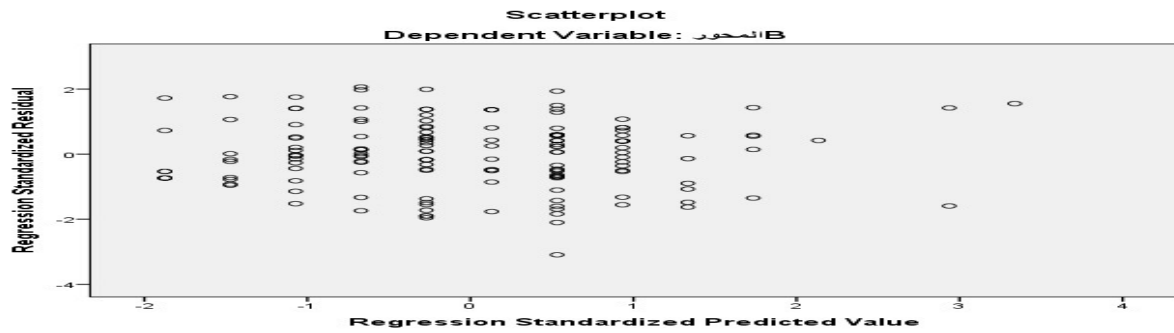 Scatterplot
Dependent Variable: المحورB
Regression Standardized Residual
2
0
-2
-4
-2 -1 0 1 2 3 4
Regression Standardized Predicted Value